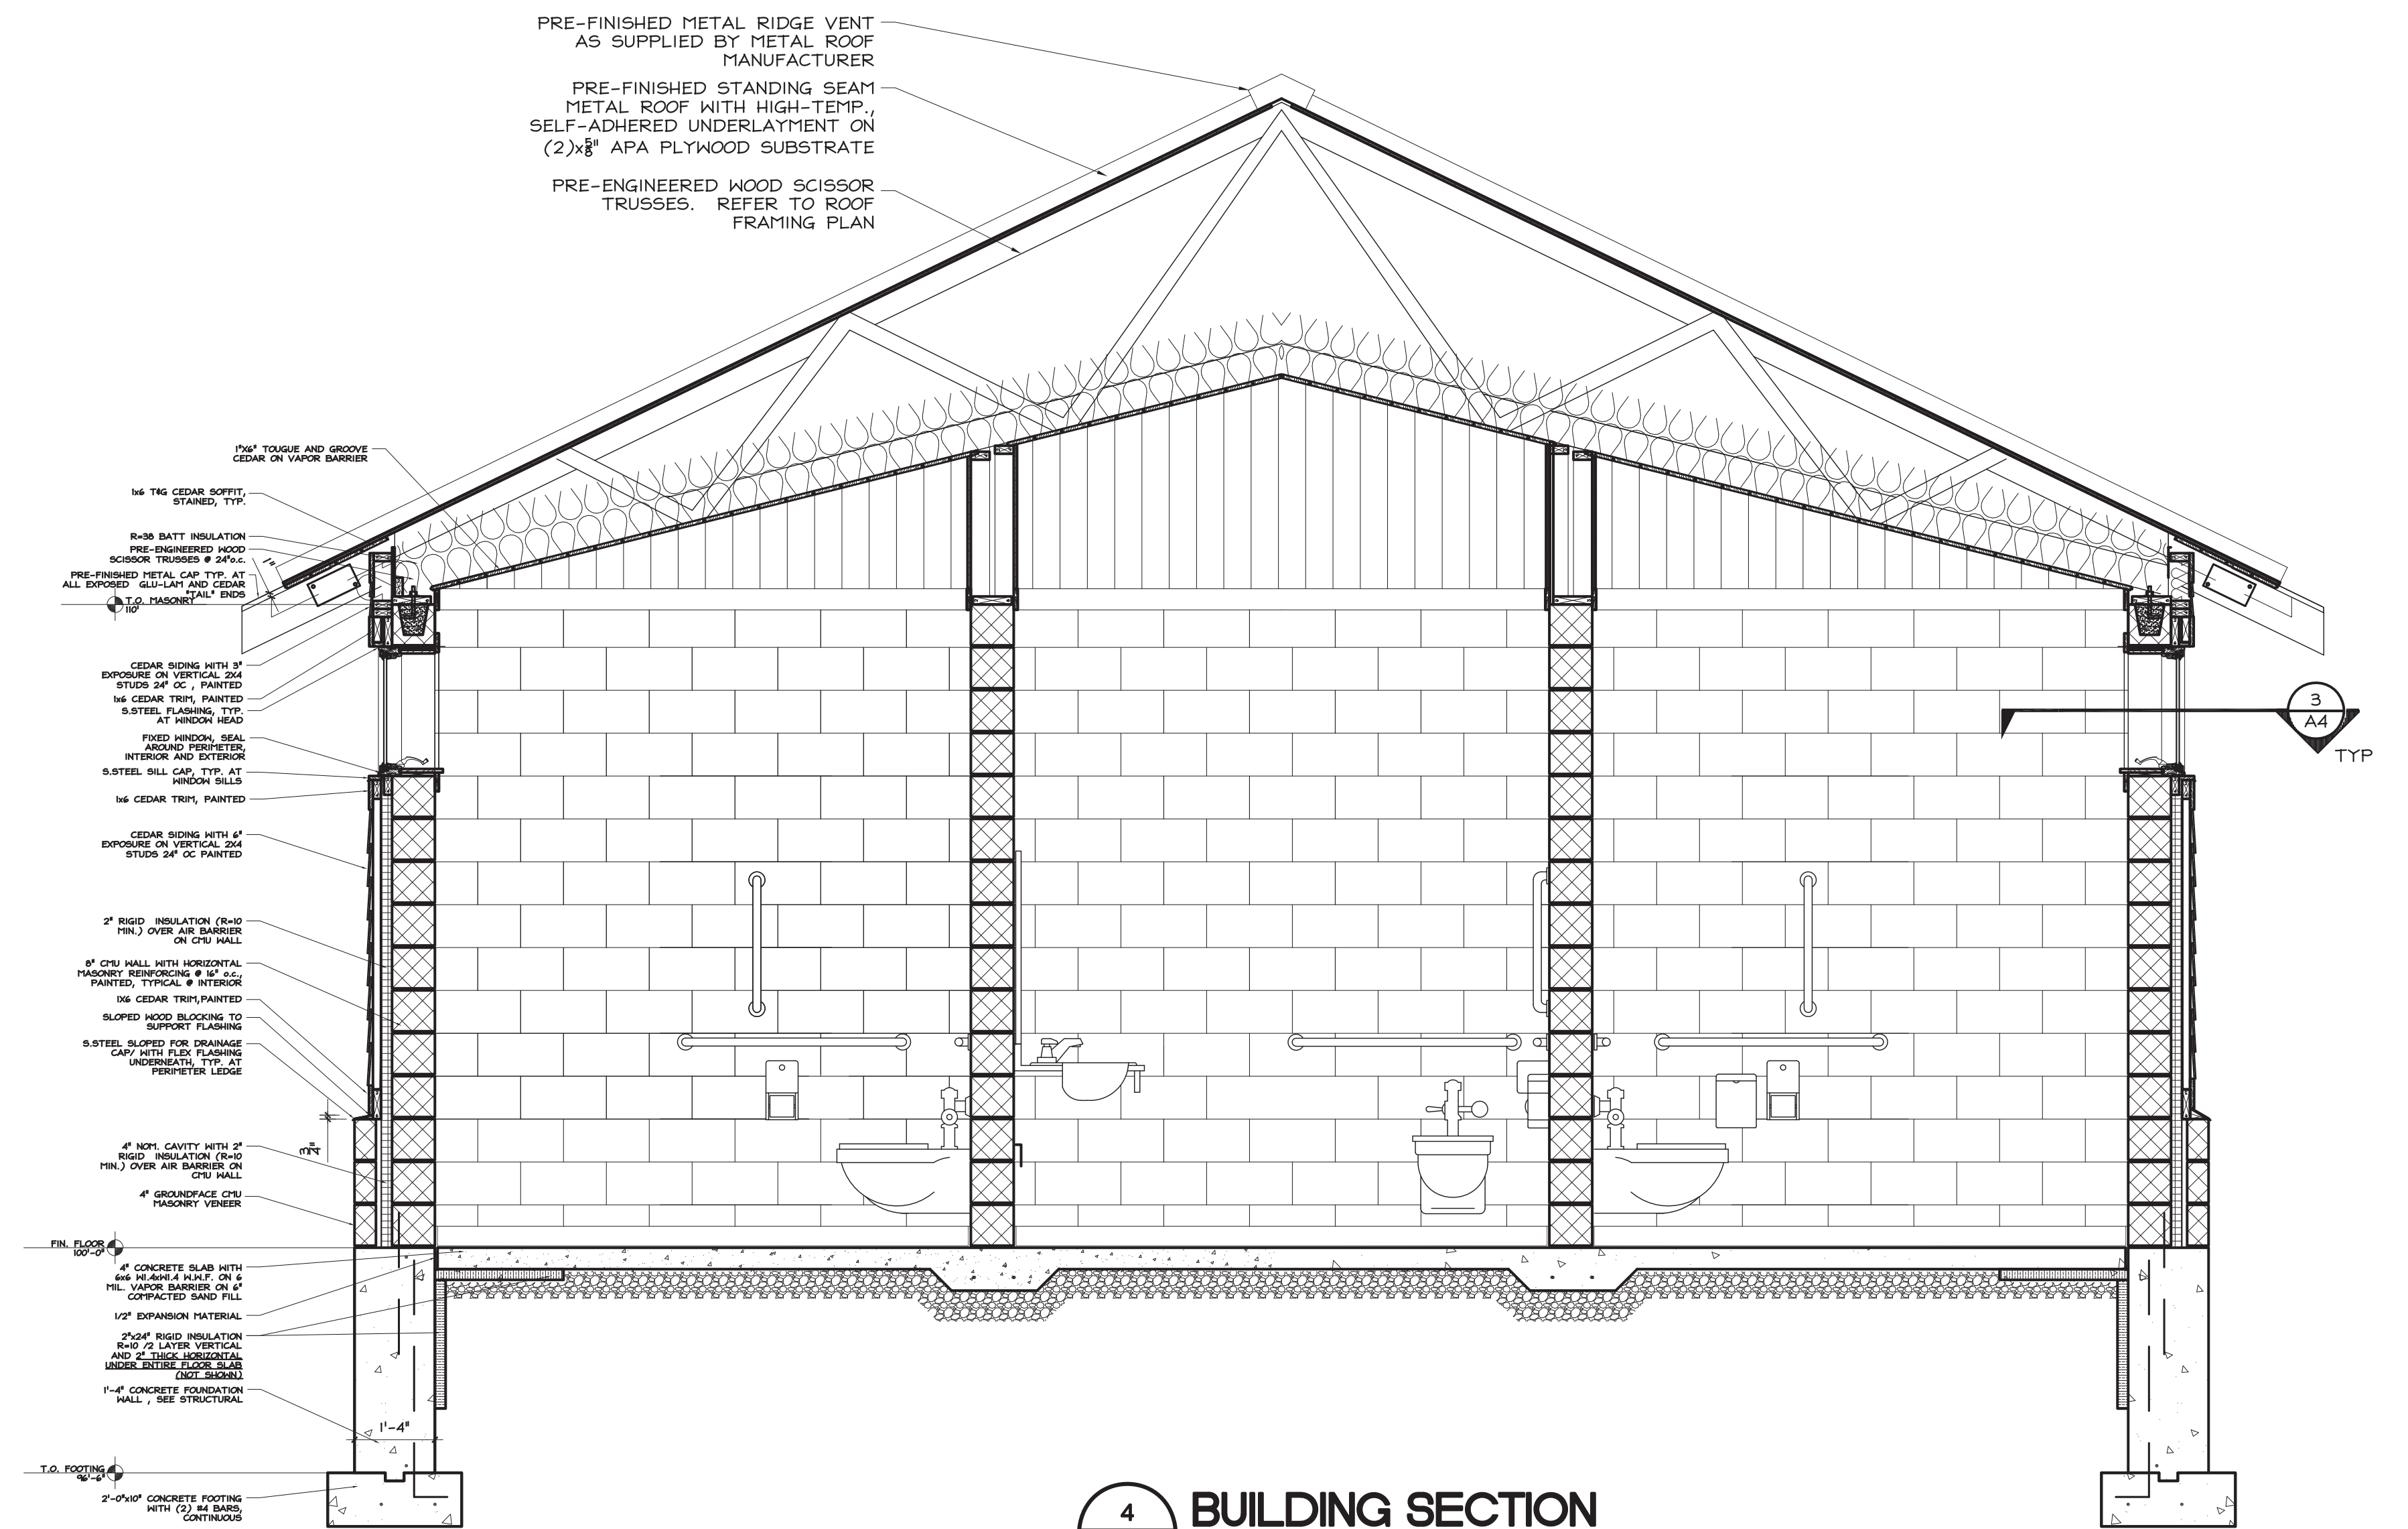 PRE-FINISHED METAL RIDGE VENT
AS SUPPLIED BY METAL ROOF
MANUFACTURER
PRE-FINISHED STANDING SEAM
METAL ROOF WITH HIGH-TEMP.,
SELF-ADHERED UNDERLAYMENT ON
(2)x5/8" APA PLYWOOD SUBSTRATE
PRE-ENGINEERED WOOD SCISSOR
TRUSSES. REFER TO ROOF
FRAMING PLAN
1"X6" TOUGUE AND GROOVE
CEDAR ON VAPOR BARRIER
1x6 T&G CEDAR SOFFIT,
STAINED, TYP.
R=38 BATT INSULATION
PRE-ENGINEERED WOOD
SCISSOR TRUSSES @ 24"o.c.
1"
PRE-FINISHED METAL CAP TYP. AT
ALL EXPOSED GLU-LAM AND CEDAR
"TAIL" ENDS
T.O. MASONRY
110'
CEDAR SIDING WITH 3"
EXPOSURE ON VERTICAL 2X4
STUDS 24" OC , PAINTED
1x6 CEDAR TRIM, PAINTED
S.STEEL FLASHING, TYP.
AT WINDOW HEAD
FIXED WINDOW, SEAL
AROUND PERIMETER,
INTERIOR AND EXTERIOR
S.STEEL SILL CAP, TYP. AT
WINDOW SILLS
1x6 CEDAR TRIM, PAINTED
3
A4
TYP
CEDAR SIDING WITH 6"
EXPOSURE ON VERTICAL 2X4
STUDS 24" OC PAINTED
2" RIGID INSULATION (R=10
MIN.) OVER AIR BARRIER
ON CMU WALL
8" CMU WALL WITH HORIZONTAL
MASONRY REINFORCING @ 16" o.c.,
PAINTED, TYPICAL @ INTERIOR
1X6 CEDAR TRIM,PAINTED
SLOPED WOOD BLOCKING TO
SUPPORT FLASHING
S.STEEL SLOPED FOR DRAINAGE
CAP/ WITH FLEX FLASHING
UNDERNEATH, TYP. AT
PERIMETER LEDGE
3/4"
4" NOM. CAVITY WITH 2"
RIGID INSULATION (R=10
MIN.) OVER AIR BARRIER ON
CMU WALL
4" GROUNDFACE CMU
MASONRY VENEER
FIN. FLOOR
100'-0"
4" CONCRETE SLAB WITH
6x6 W1.4xW1.4 W.W.F. ON 6
MIL. VAPOR BARRIER ON 6"
COMPACTED SAND FILL
1/2" EXPANSION MATERIAL
2"x24" RIGID INSULATION
R=10 /2 LAYER VERTICAL
AND 2" THICK HORIZONTAL
UNDER ENTIRE FLOOR SLAB
(NOT SHOWN)
1'-4" CONCRETE FOUNDATION
WALL , SEE STRUCTURAL
1'-4"
T.O. FOOTING
96'-6"
2'-0"x10" CONCRETE FOOTING
WITH (2) #4 BARS,
CONTINUOUS
4
BUILDING SECTION